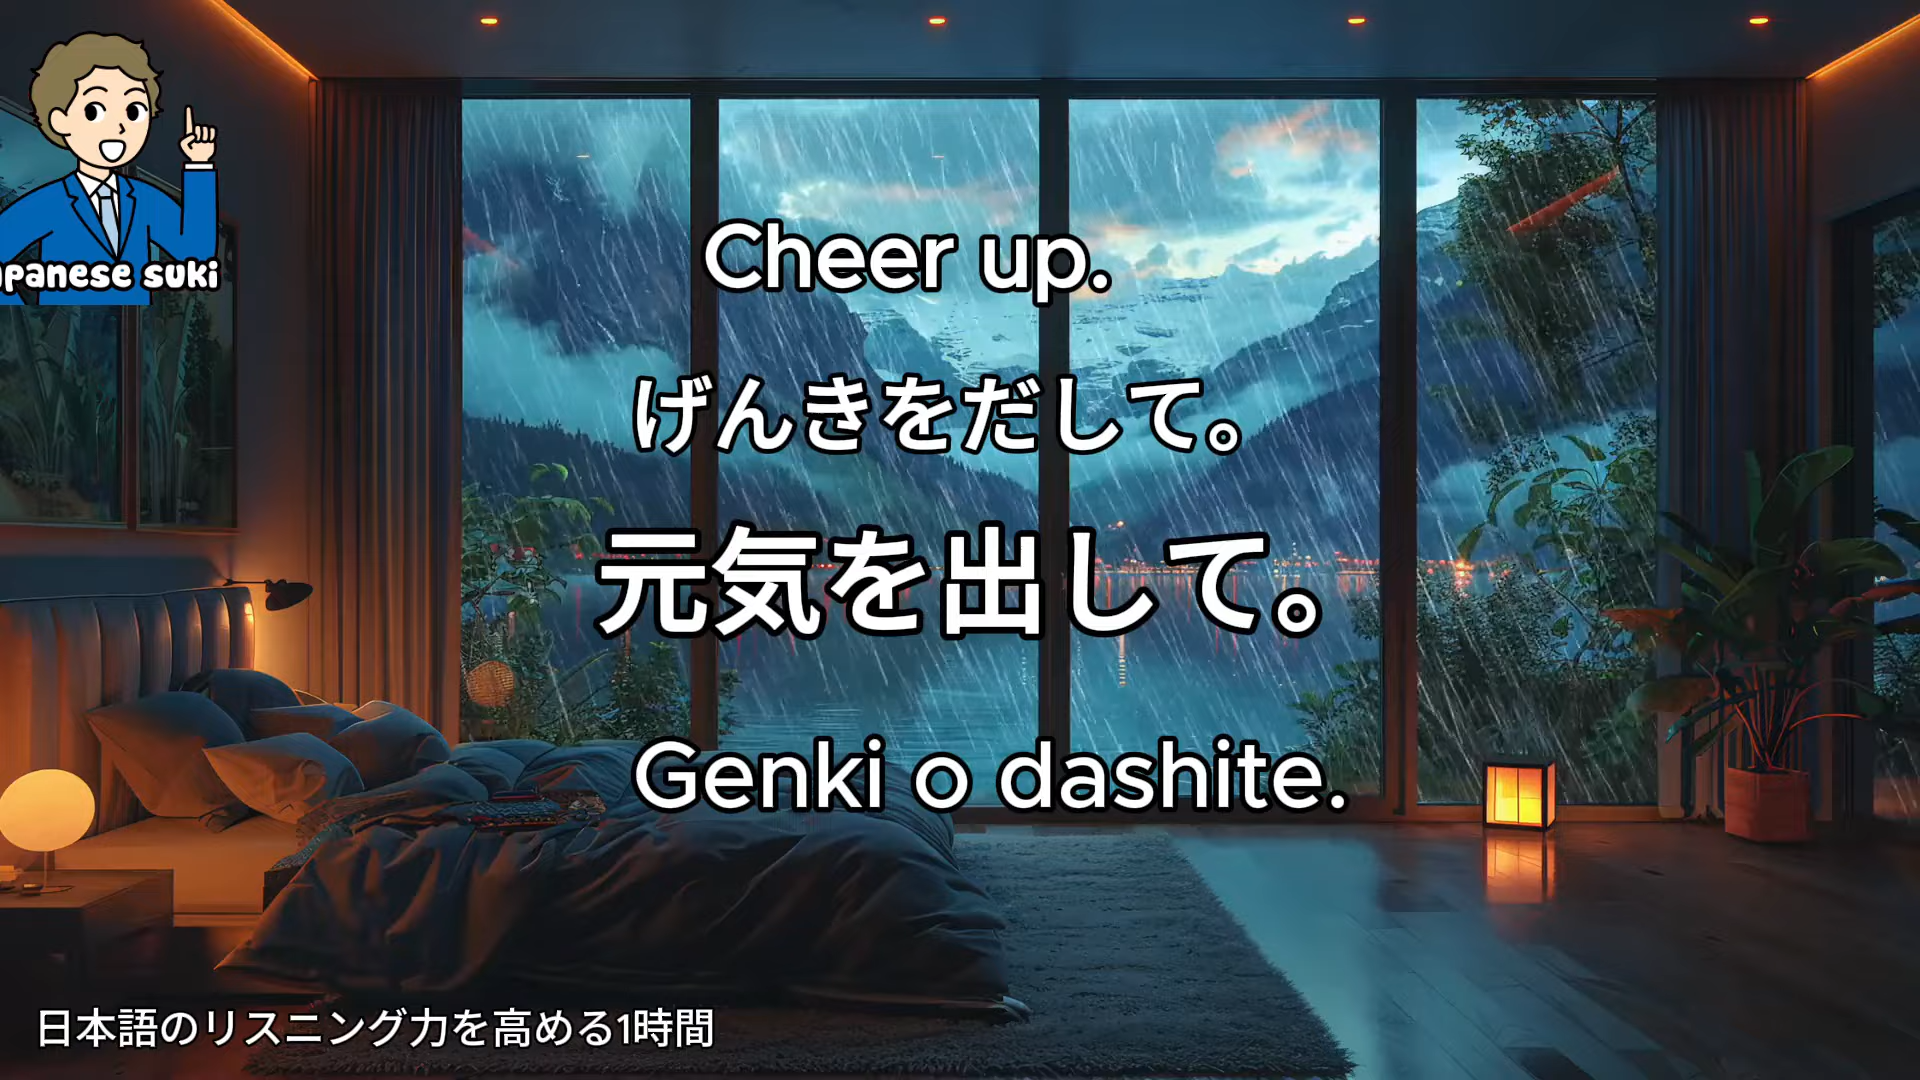 Cheer up.
げんきをだして。
元気を出して。
Genki o dashite.
panese suki
日本語のリスニング力を高める1時間